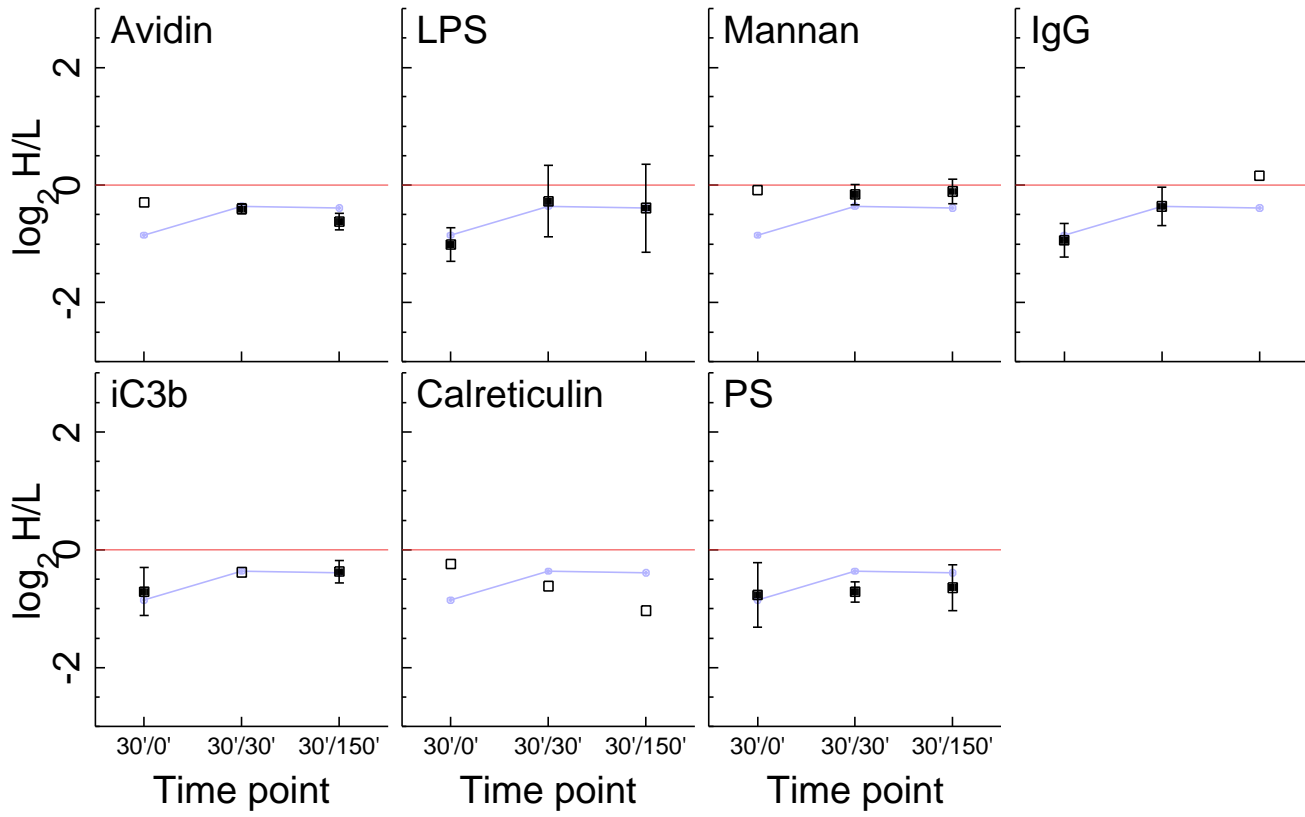 Avidin LPS Mannan IgG
2
0
-2
log2 H/L
iC3b Calreticulin PS
2
0
-2
log2 H/L
30'/0' 30'/30' 30'/150' 30'/0' 30'/30' 30'/150' 30'/0' 30'/30' 30'/150'
Time point Time point Time point